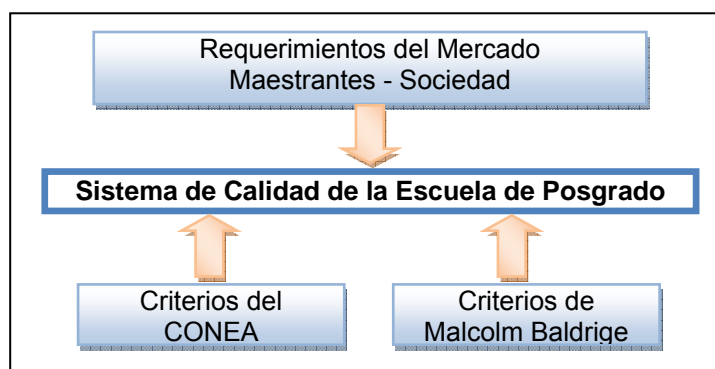 Requerimientos del Mercado
Maestrantes - Sociedad
Sistema de Calidad de la Escuela de Posgrado
Criterios del
CONEA
Criterios de
Malcolm Baldrige